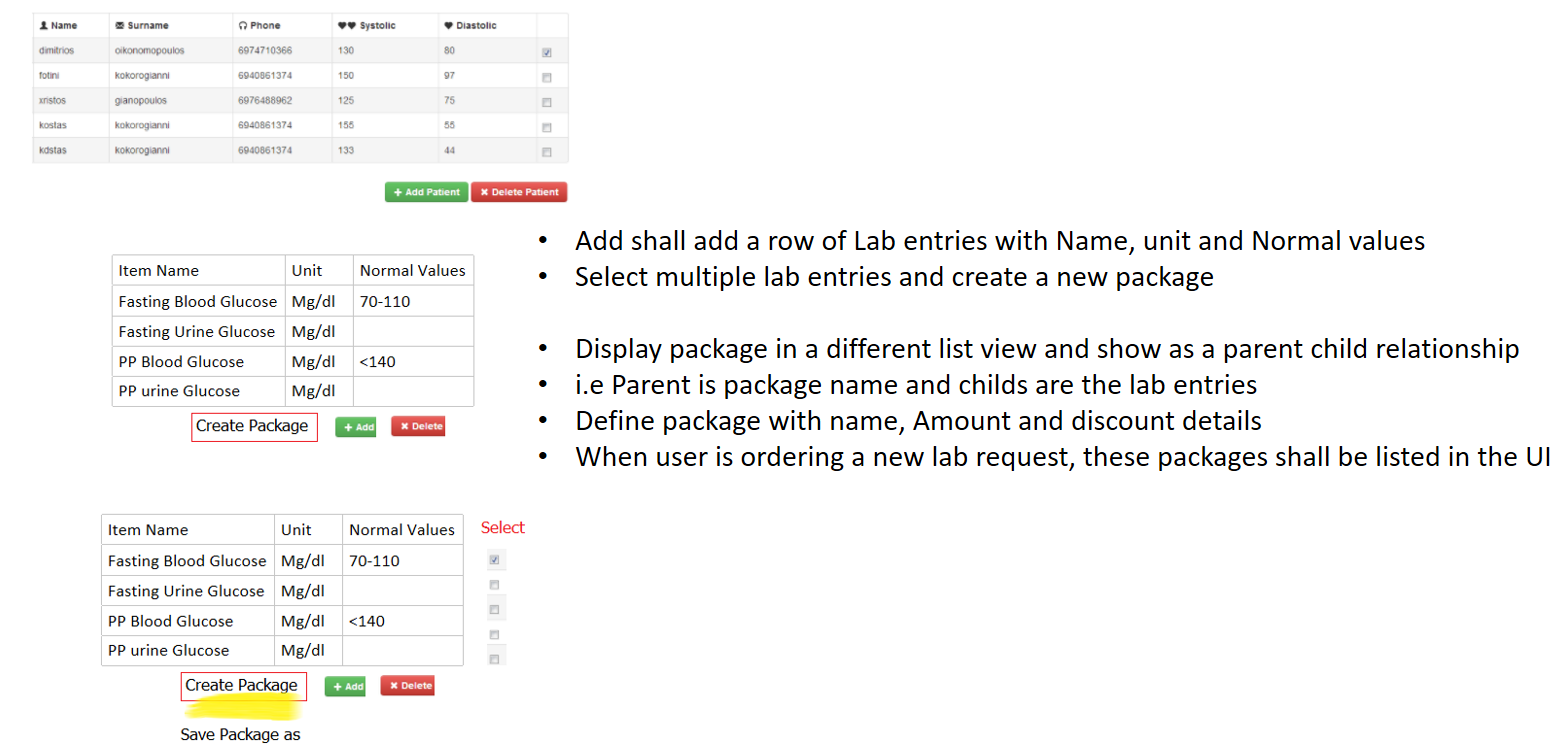 Name Surname Phone Systolic Diastolic
dimitrios oikonomopoulos 6974710366 130 80
fotini kokorogianni 6940861374 150 97
xristos gianopoulos 6976488962 125 75
kostas kokorogianni 6940861374 155 55
kdstas kokorogianni 6940861374 133 44
+ Add Patient ✖ Delete Patient
• Add shall add a row of Lab entries with Name, unit and Normal values
• Select multiple lab entries and create a new package
• Display package in a different list view and show as a parent child relationship
• i.e Parent is package name and childs are the lab entries
• Define package with name, Amount and discount details
• When user is ordering a new lab request, these packages shall be listed in the UI
Item Name Unit Normal Values
Fasting Blood Glucose Mg/dl 70-110
Fasting Urine Glucose Mg/dl
PP Blood Glucose Mg/dl <140
PP urine Glucose Mg/dl
Create Package + Add ✖ Delete
Item Name Unit Normal Values Select
Fasting Blood Glucose Mg/dl 70-110
Fasting Urine Glucose Mg/dl
PP Blood Glucose Mg/dl <140
PP urine Glucose Mg/dl
Create Package + Add ✖ Delete
Save Package as